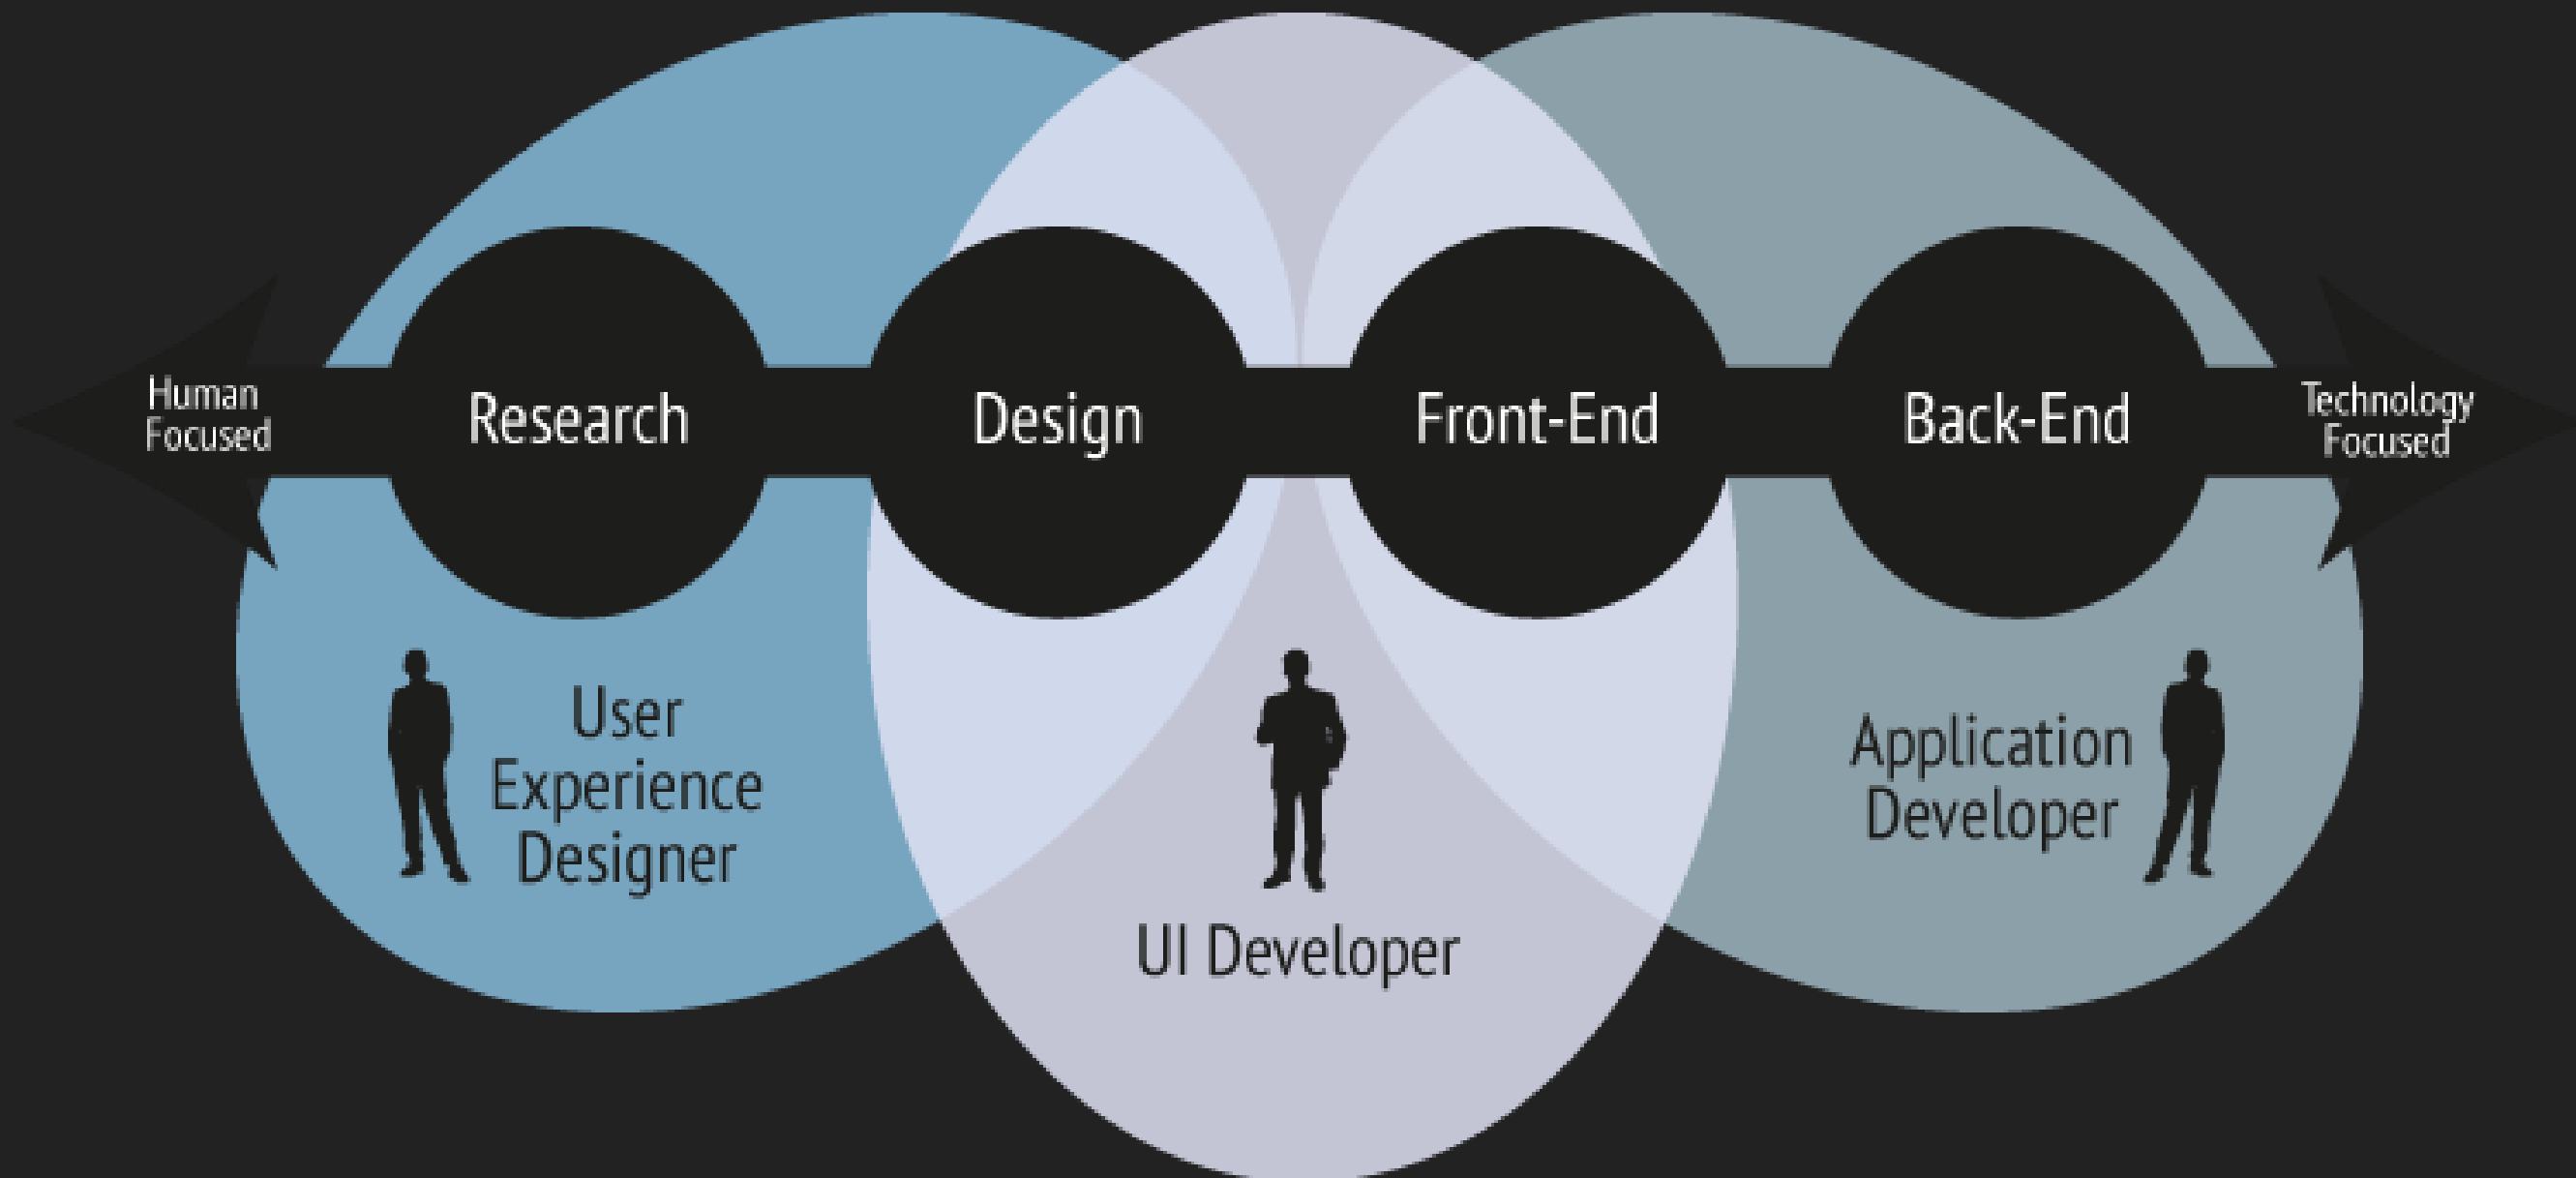 Human
Focused
Research
Design
Front-End
Back-End
Technology
Focused
User
Experience
Designer
UI Developer
Application
Developer